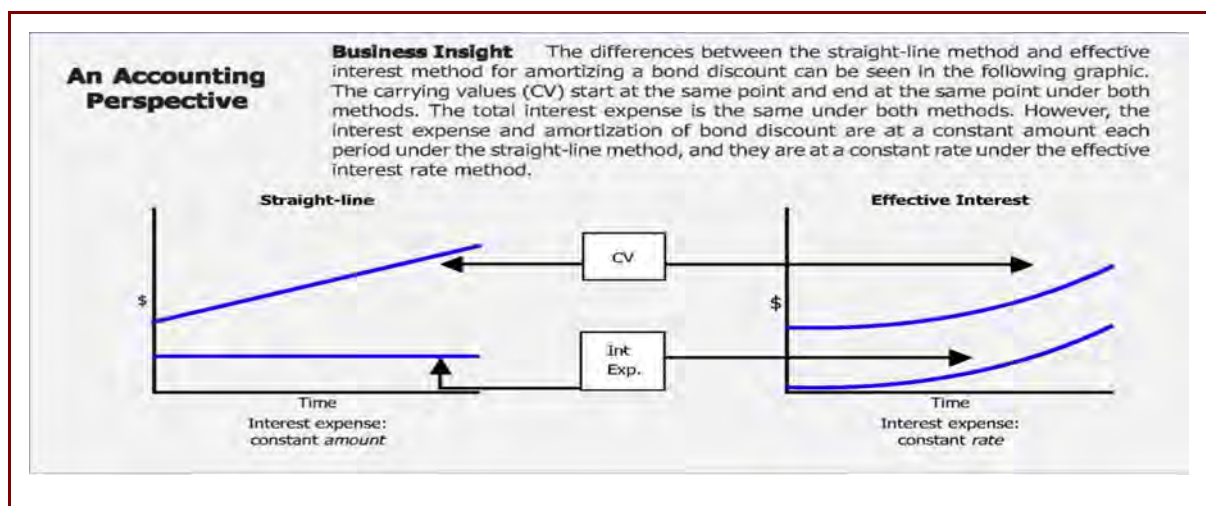 An Accounting
Perspective
Business Insight The differences between the straight-line method and effective
interest method for amortizing a bond discount can be seen in the following graphic.
The carrying values (CV) start at the same point and end at the same point under both
methods. The total interest expense is the same under both methods. However, the
interest expense and amortization of bond discount are at a constant amount each
period under the straight-line method, and they are at a constant rate under the effective
interest rate method.
Straight-line
$
Time
Interest expense:
constant amount
CV
Int
Exp.
Effective Interest
$
Time
Interest expense:
constant rate